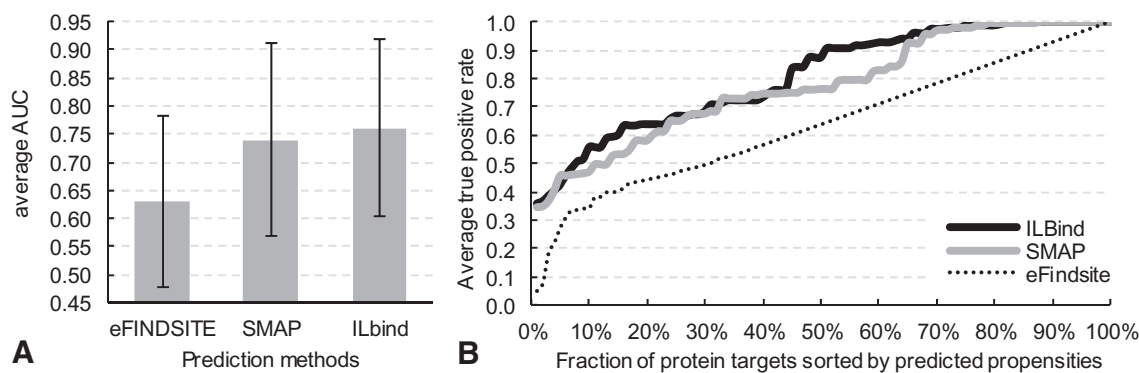 0.95
0.90
0.85
0.80
0.75
0.70
0.65
0.60
0.55
0.50
0.45
average AUC
eFINDSITE SMAP ILbind
Prediction methods
A
1.0
0.9
0.8
0.7
0.6
0.5
0.4
0.3
0.2
0.1
0.0
Average true positive rate
ILBind
SMAP
eFindsite
0% 10% 20% 30% 40% 50% 60% 70% 80% 90% 100%
Fraction of protein targets sorted by predicted propensities
B